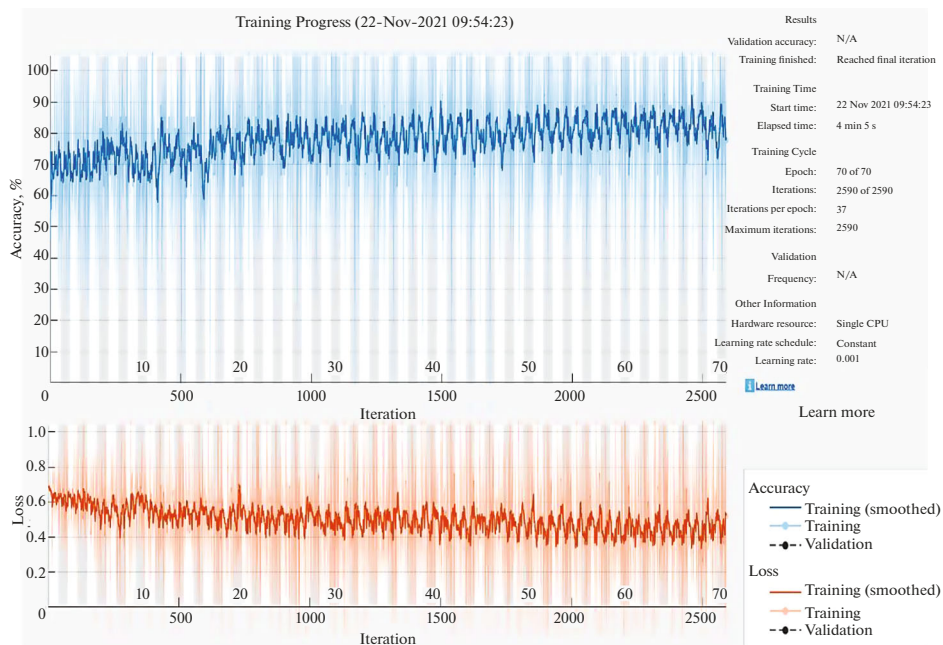 Training Progress (22-Nov-2021 09:54:23)
Accuracy, %
100
90
80
70
60
50
40
30
20
10
0
10 20 30 40 50 60 70
500 1000 1500 2000 2500
Iteration
Loss
1.0
0.8
0.6
0.4
0.2
0
10 20 30 40 50 60 70
500 1000 1500 2000 2500
Iteration
Results
Validation accuracy: N/A
Training finished: Reached final iteration
Training Time
Start time: 22 Nov 2021 09:54:23
Elapsed time: 4 min 5 s
Training Cycle
Epoch: 70 of 70
Iterations: 2590 of 2590
Iterations per epoch: 37
Maximum iterations: 2590
Validation
Frequency: N/A
Other Information
Hardware resource: Single CPU
Learning rate schedule: Constant
Learning rate: 0.001
i Learn more
Learn more
Accuracy
Training (smoothed)
Training
Validation
Loss
Training (smoothed)
Training
Validation